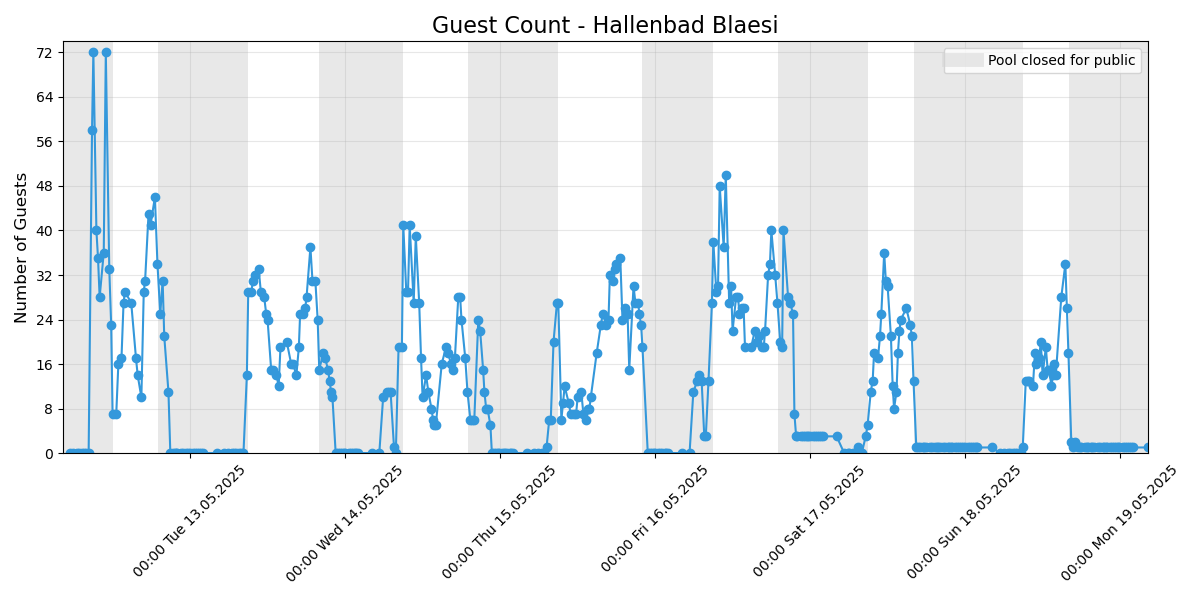 Guest Count - Hallenbad Blaesi
Pool closed for public
Number of Guests
72
64
56
48
40
32
24
16
8
0
00:00 Tue 13.05.2025
00:00 Wed 14.05.2025
00:00 Thu 15.05.2025
00:00 Fri 16.05.2025
00:00 Sat 17.05.2025
00:00 Sun 18.05.2025
00:00 Mon 19.05.2025